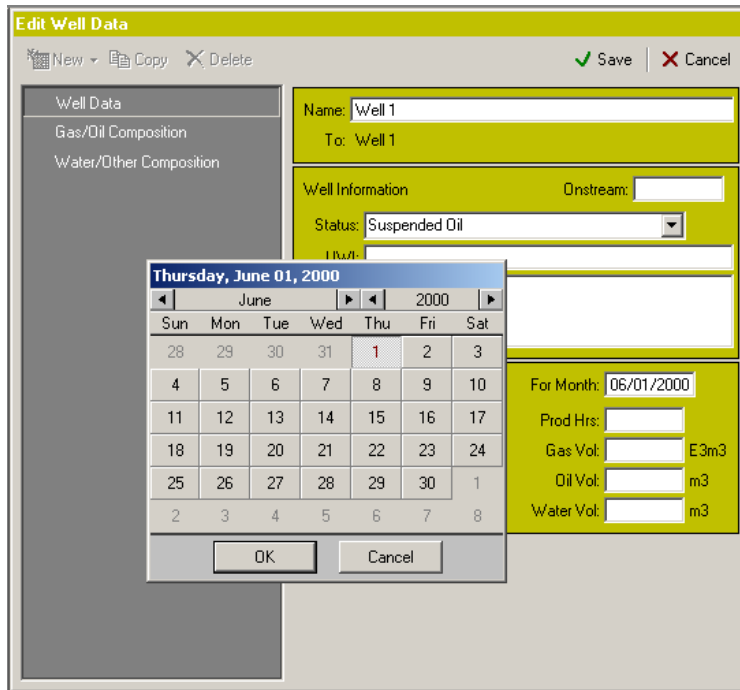 Edit Well Data
New Copy Delete Save Cancel
Well Data
Gas/Oil Composition
Water/Other Composition
Name: Well 1
To: Well 1
Well Information Onstream:
Status: Suspended Oil
UWI:
Thursday, June 01, 2000
June 2000
Sun Mon Tue Wed Thu Fri Sat
28 29 30 31 1 2 3
4 5 6 7 8 9 10
11 12 13 14 15 16 17
18 19 20 21 22 23 24
25 26 27 28 29 30 1
2 3 4 5 6 7 8
OK Cancel
For Month: 06/01/2000
Prod Hrs:
Gas Vol: E3m3
Oil Vol: m3
Water Vol: m3